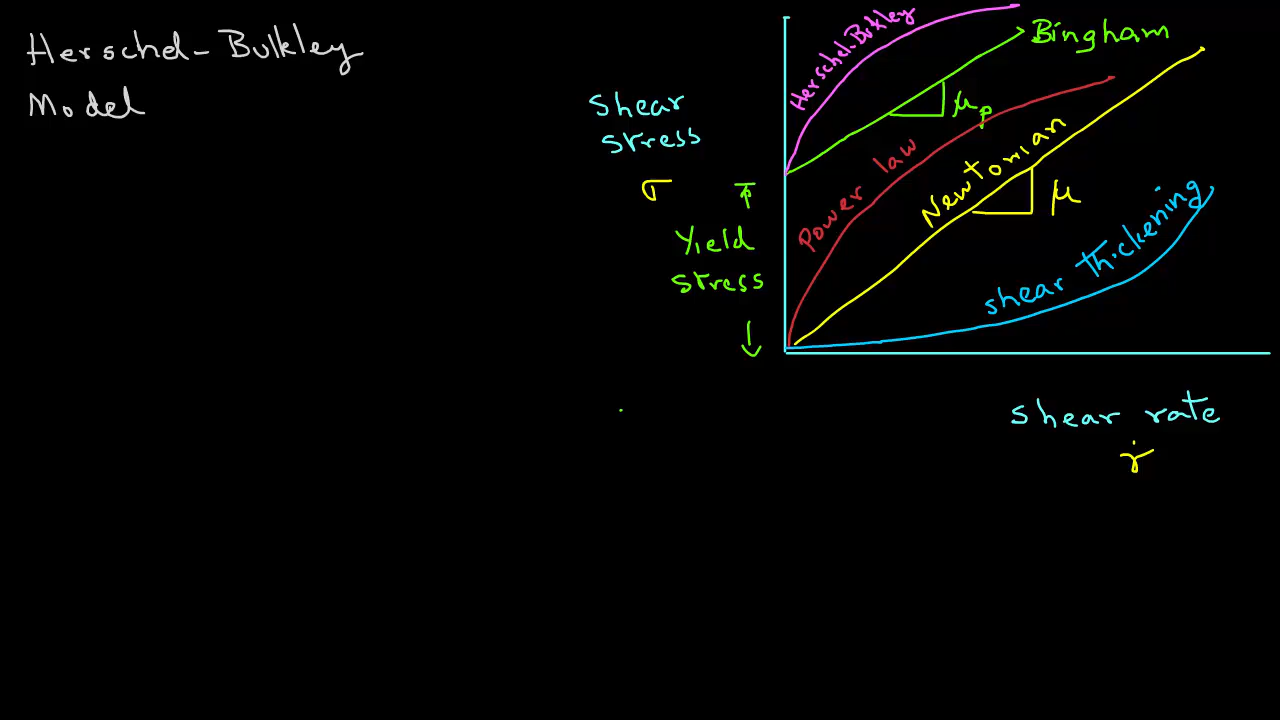 Herschel-Bulkley
Model
Shear
stress
σ
Yield
stress
Herschel-Bulkley
Bingham
μp
Power law
Newtonian
μ
shear thickening
shear rate
γ̇